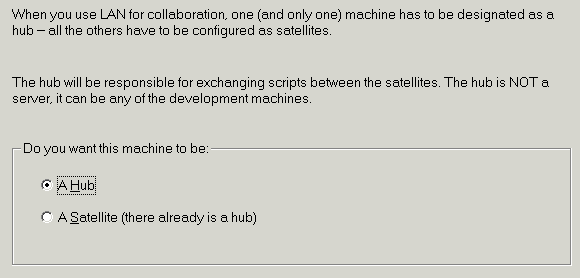 When you use LAN for collaboration, one (and only one) machine has to be designated as a
hub – all the others have to be configured as satellites.
The hub will be responsible for exchanging scripts between the satellites. The hub is NOT a
server, it can be any of the development machines.
Do you want this machine to be:
A Hub
A Satellite (there already is a hub)